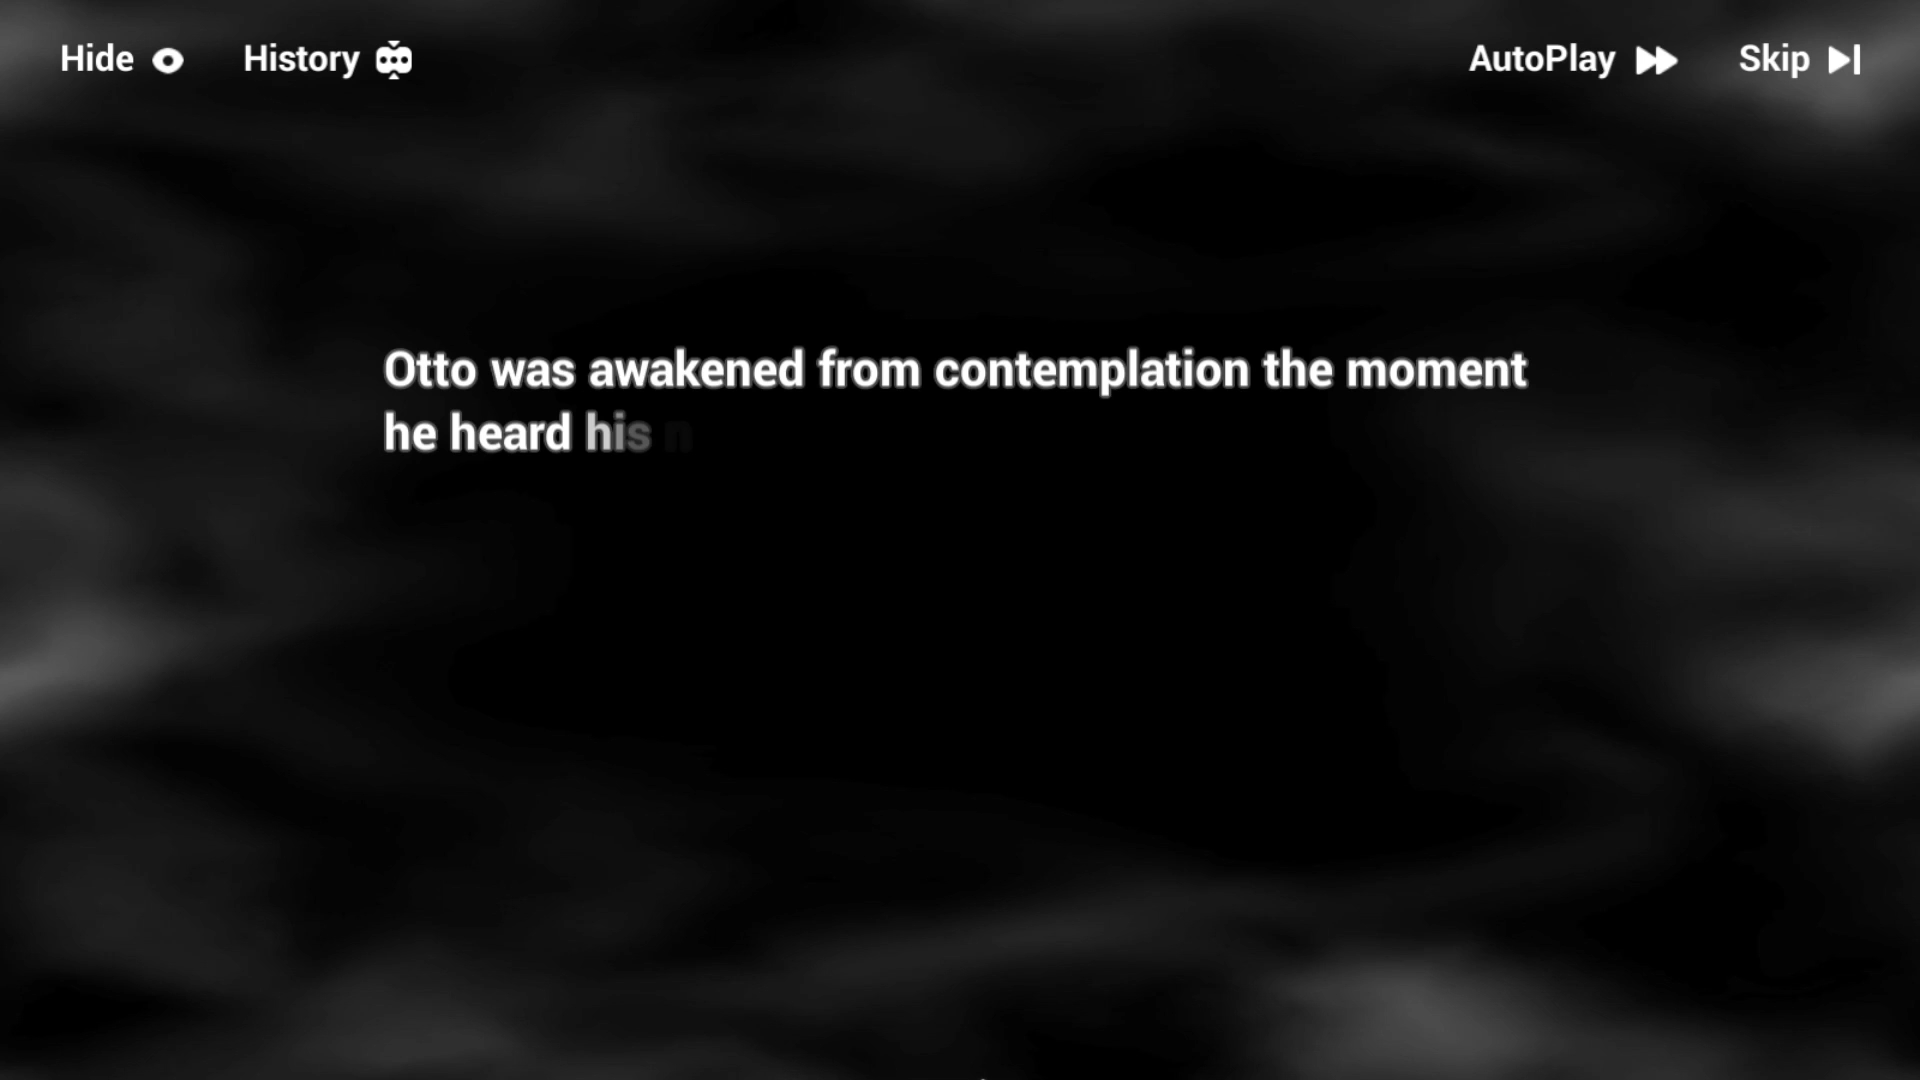 Hide
History
AutoPlay
Skip
Otto was awakened from contemplation the moment
he heard his n